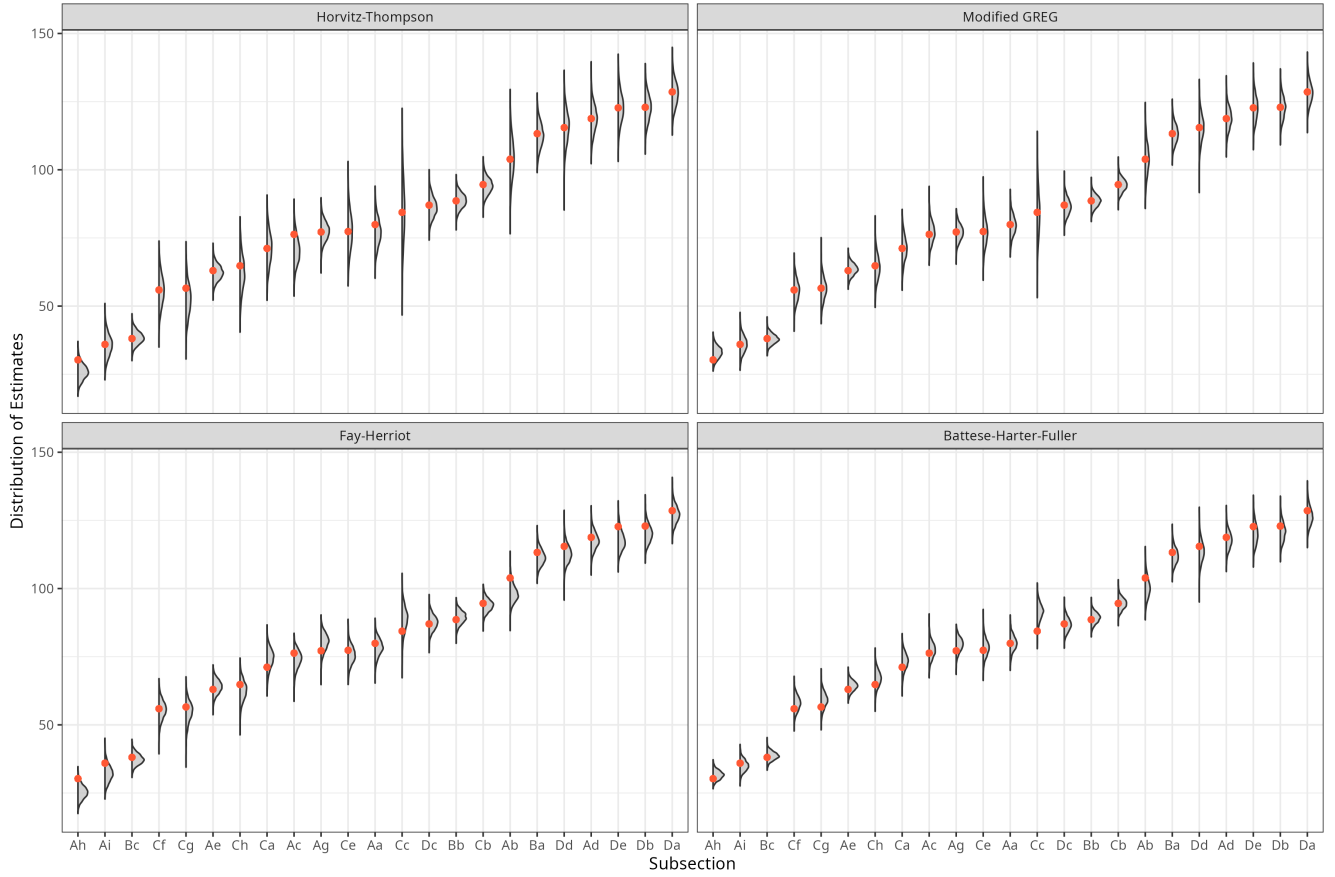 Horvitz-Thompson
Modified GREG
150
100
50
Fay-Herriot
Battese-Harter-Fuller
150
100
50
Distribution of Estimates
Ah Ai Bc Cf Cg Ae Ch Ca Ac Ag Ce Aa Cc Dc Bb Cb Ab Ba Dd Ad De Db Da
Ah Ai Bc Cf Cg Ae Ch Ca Ac Ag Ce Aa Cc Dc Bb Cb Ab Ba Dd Ad De Db Da
Subsection